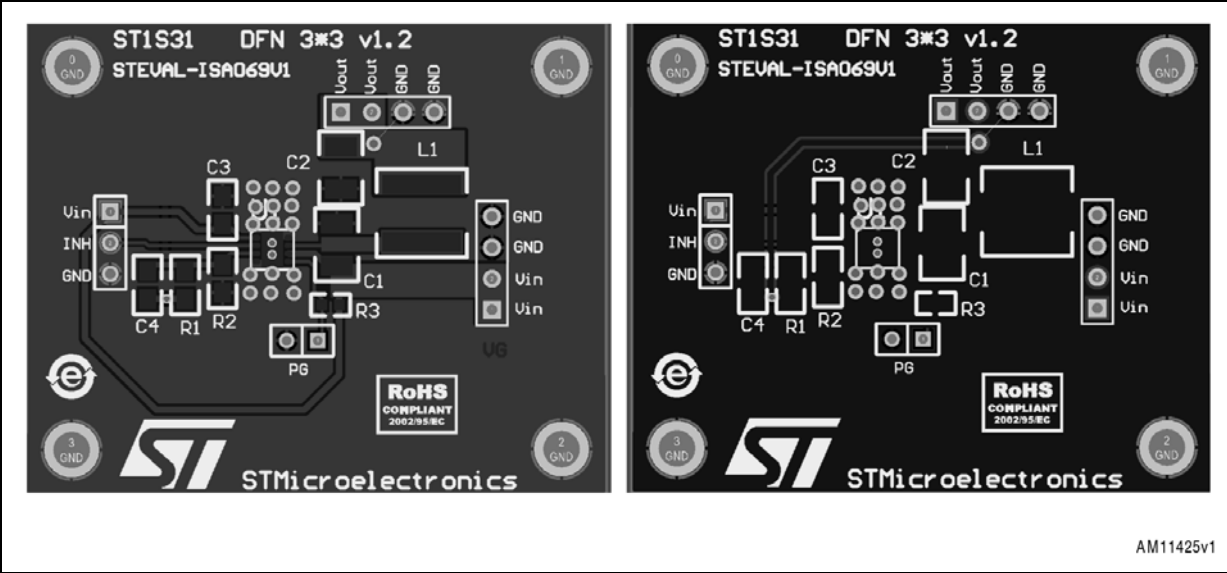 ST1S31 DFN 3*3 v1.2
STEVAL-ISA069V1
0
GND
1
GND
Vout
Vout
GND
GND
L1
C3
C2
Vin
INH
GND
GND
GND
Vin
Vin
C1
C4
R1
R2
R3
PG
VG
e
RoHS
COMPLIANT
2002/95/EC
3
GND
2
GND
ST
STMicroelectronics
ST1S31 DFN 3*3 v1.2
STEVAL-ISA069V1
0
GND
1
GND
Vout
Vout
GND
GND
L1
C3
C2
Vin
INH
GND
GND
GND
Vin
Vin
C1
C4
R1
R2
R3
PG
e
RoHS
COMPLIANT
2002/95/EC
3
GND
2
GND
ST
STMicroelectronics
AM11425v1